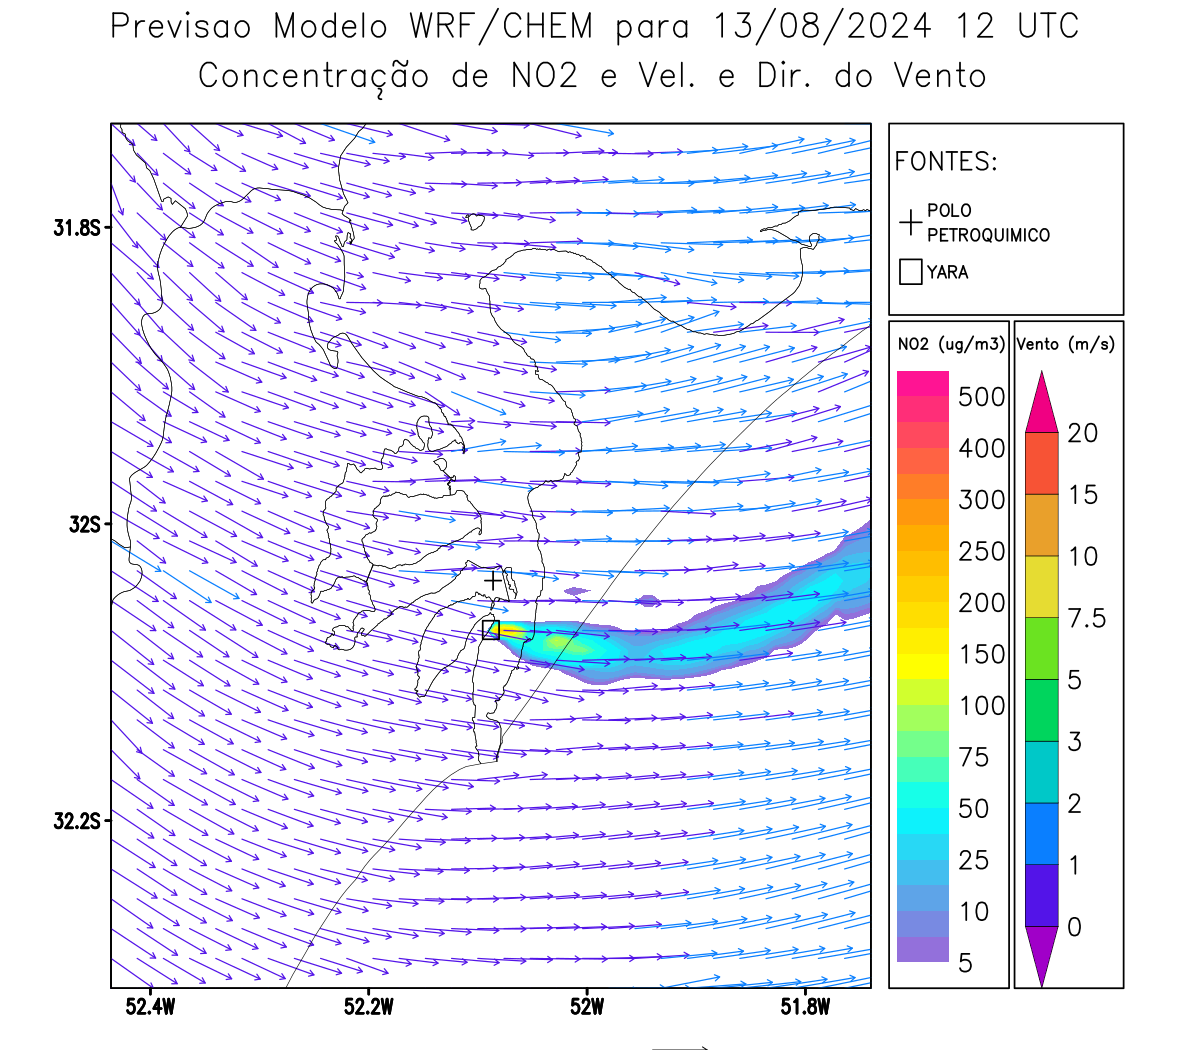 Previsao Modelo WRF/CHEM para 13/08/2024 12 UTC
Concentração de NO2 e Vel. e Dir. do Vento
FONTES:
POLO
PETROQUIMICO
YARA
NO2 (ug/m3)
500
400
300
250
200
150
100
75
50
25
10
5
Vento (m/s)
20
15
10
7.5
5
3
2
1
0
31.8S
32S
32.2S
52.4W
52.2W
52W
51.8W